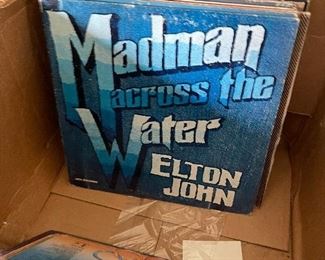 Madman
across the
Water
ELTON
JOHN